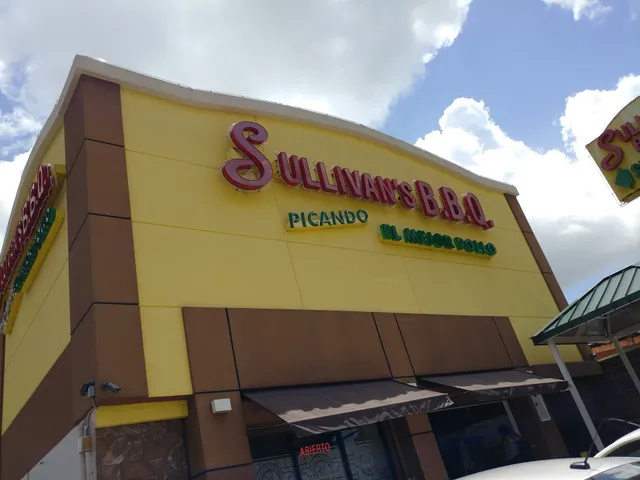 SULLIVAN'S B.B.Q.
PICANDO
EL MEJOR POLLO
ABIERTO